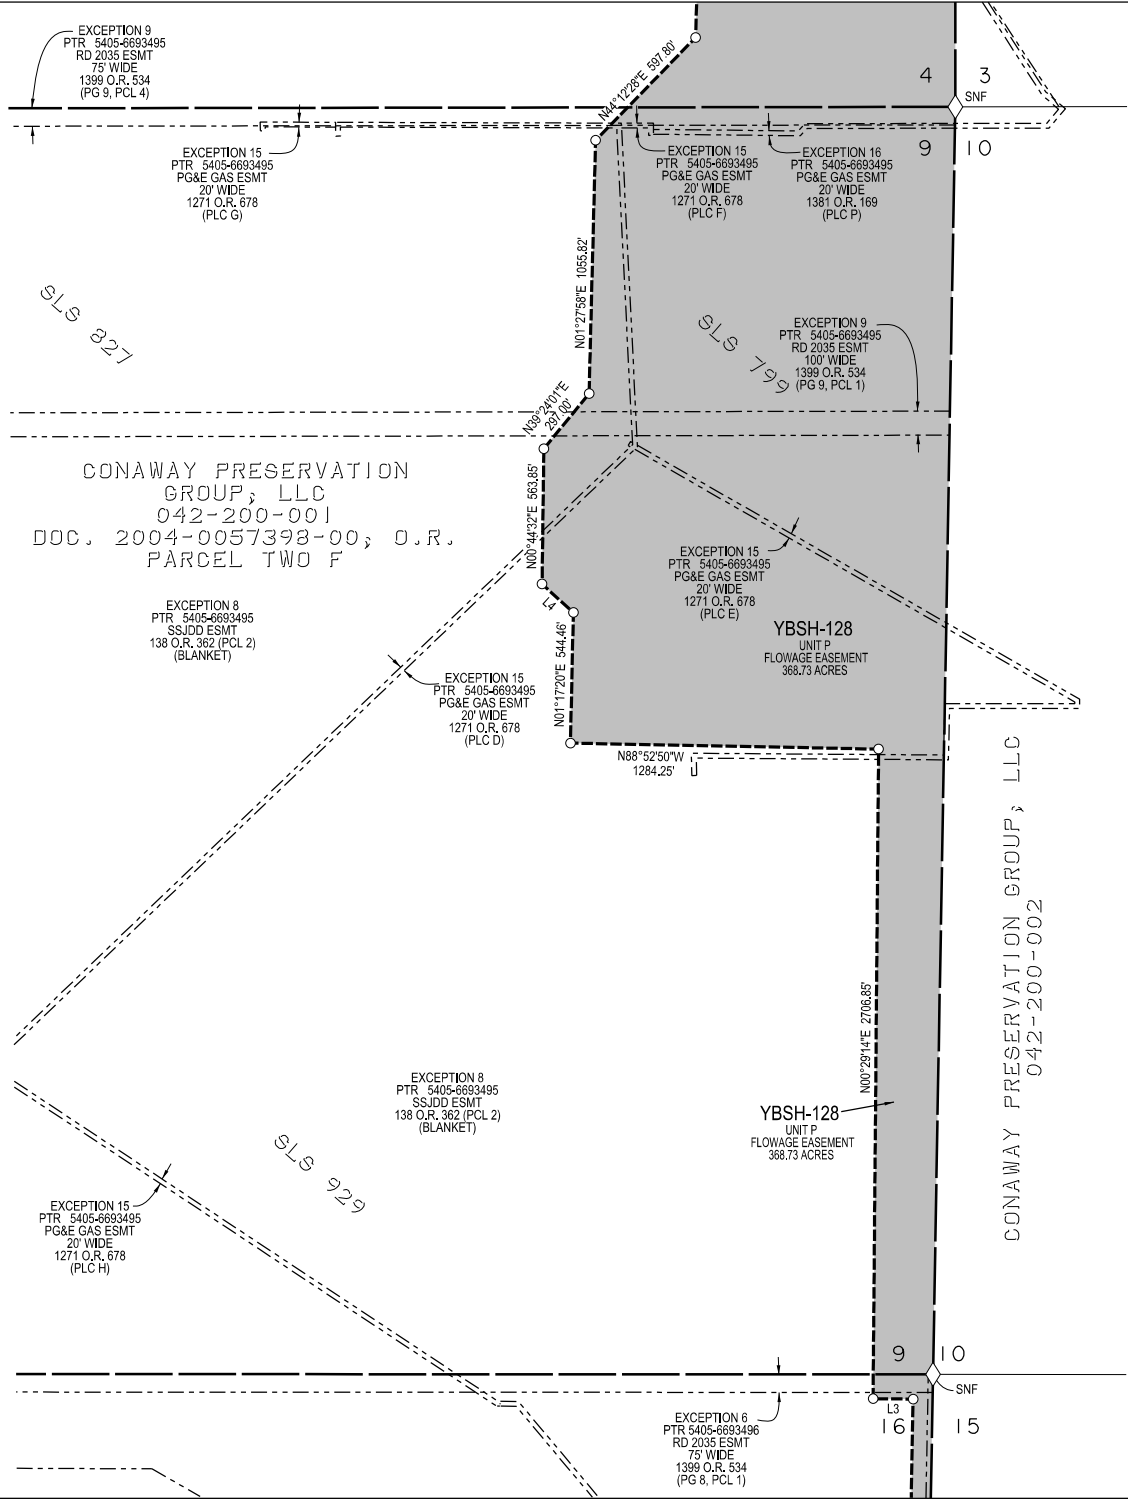 EXCEPTION 9
PTR 5405-6693495
RD 2035 ESMT
75' WIDE
1399 O.R. 534
(PG 9, PCL 4)
N44°12'28"E 597.80'
4
3
SNF
9
10
EXCEPTION 15
PTR 5405-6693495
PG&E GAS ESMT
20' WIDE
1271 O.R. 678
(PLC G)
EXCEPTION 15
PTR 5405-6693495
PG&E GAS ESMT
20' WIDE
1271 O.R. 678
(PLC F)
EXCEPTION 16
PTR 5405-6693495
PG&E GAS ESMT
20' WIDE
1381 O.R. 169
(PLC P)
N01°27'58"E 1055.82'
SLS 827
SLS 799
EXCEPTION 9
PTR 5405-6693495
RD 2035 ESMT
100' WIDE
1399 O.R. 534
(PG 9, PCL 1)
N39°24'01"E
297.00'
CONAWAY PRESERVATION
GROUP, LLC
042-200-001
DOC. 2004-0057398-00, O.R.
PARCEL TWO F
N00°44'32"E 563.85'
EXCEPTION 15
PTR 5405-6693495
PG&E GAS ESMT
20' WIDE
1271 O.R. 678
(PLC E)
EXCEPTION 8
PTR 5405-6693495
SSJDD ESMT
138 O.R. 362 (PCL 2)
(BLANKET)
L4
YBSH-128
UNIT P
FLOWAGE EASEMENT
368.73 ACRES
N01°17'20"E 544.46'
EXCEPTION 15
PTR 5405-6693495
PG&E GAS ESMT
20' WIDE
1271 O.R. 678
(PLC D)
N88°52'50"W
1284.25'
CONAWAY PRESERVATION GROUP, LLC
042-200-002
N00°29'14"E 2706.85'
EXCEPTION 8
PTR 5405-6693495
SSJDD ESMT
138 O.R. 362 (PCL 2)
(BLANKET)
YBSH-128
UNIT P
FLOWAGE EASEMENT
368.73 ACRES
SLS 929
EXCEPTION 15
PTR 5405-6693495
PG&E GAS ESMT
20' WIDE
1271 O.R. 678
(PLC H)
9
10
SNF
L3
16
15
EXCEPTION 6
PTR 5405-6693496
RD 2035 ESMT
75' WIDE
1399 O.R. 534
(PG 8, PCL 1)